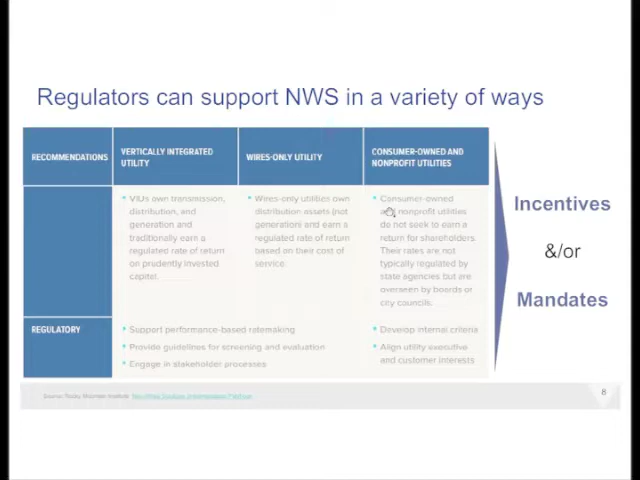 Regulators can support NWS in a variety of ways
RECOMMENDATIONS
VERTICALLY INTEGRATED
UTILITY
WIRES-ONLY UTILITY
CONSUMER-OWNED AND
NONPROFIT UTILITIES
VIUs own transmission,
distribution, and
generation and
traditionally earn a
regulated rate of return
on prudently invested
capital.
Wires-only utilities own
distribution assets (not
generation) and earn a
regulated rate of return
based on their cost of
service.
Consumer-owned
and nonprofit utilities
do not seek to earn a
return for shareholders.
Their rates are not
typically regulated by
state agencies but are
overseen by boards or
city councils.
REGULATORY
Support performance-based ratemaking
Provide guidelines for screening and evaluation
Engage in stakeholder processes
Develop internal criteria
Align utility executive
and customer interests
Incentives
&/or
Mandates
Source: Rocky Mountain Institute
8